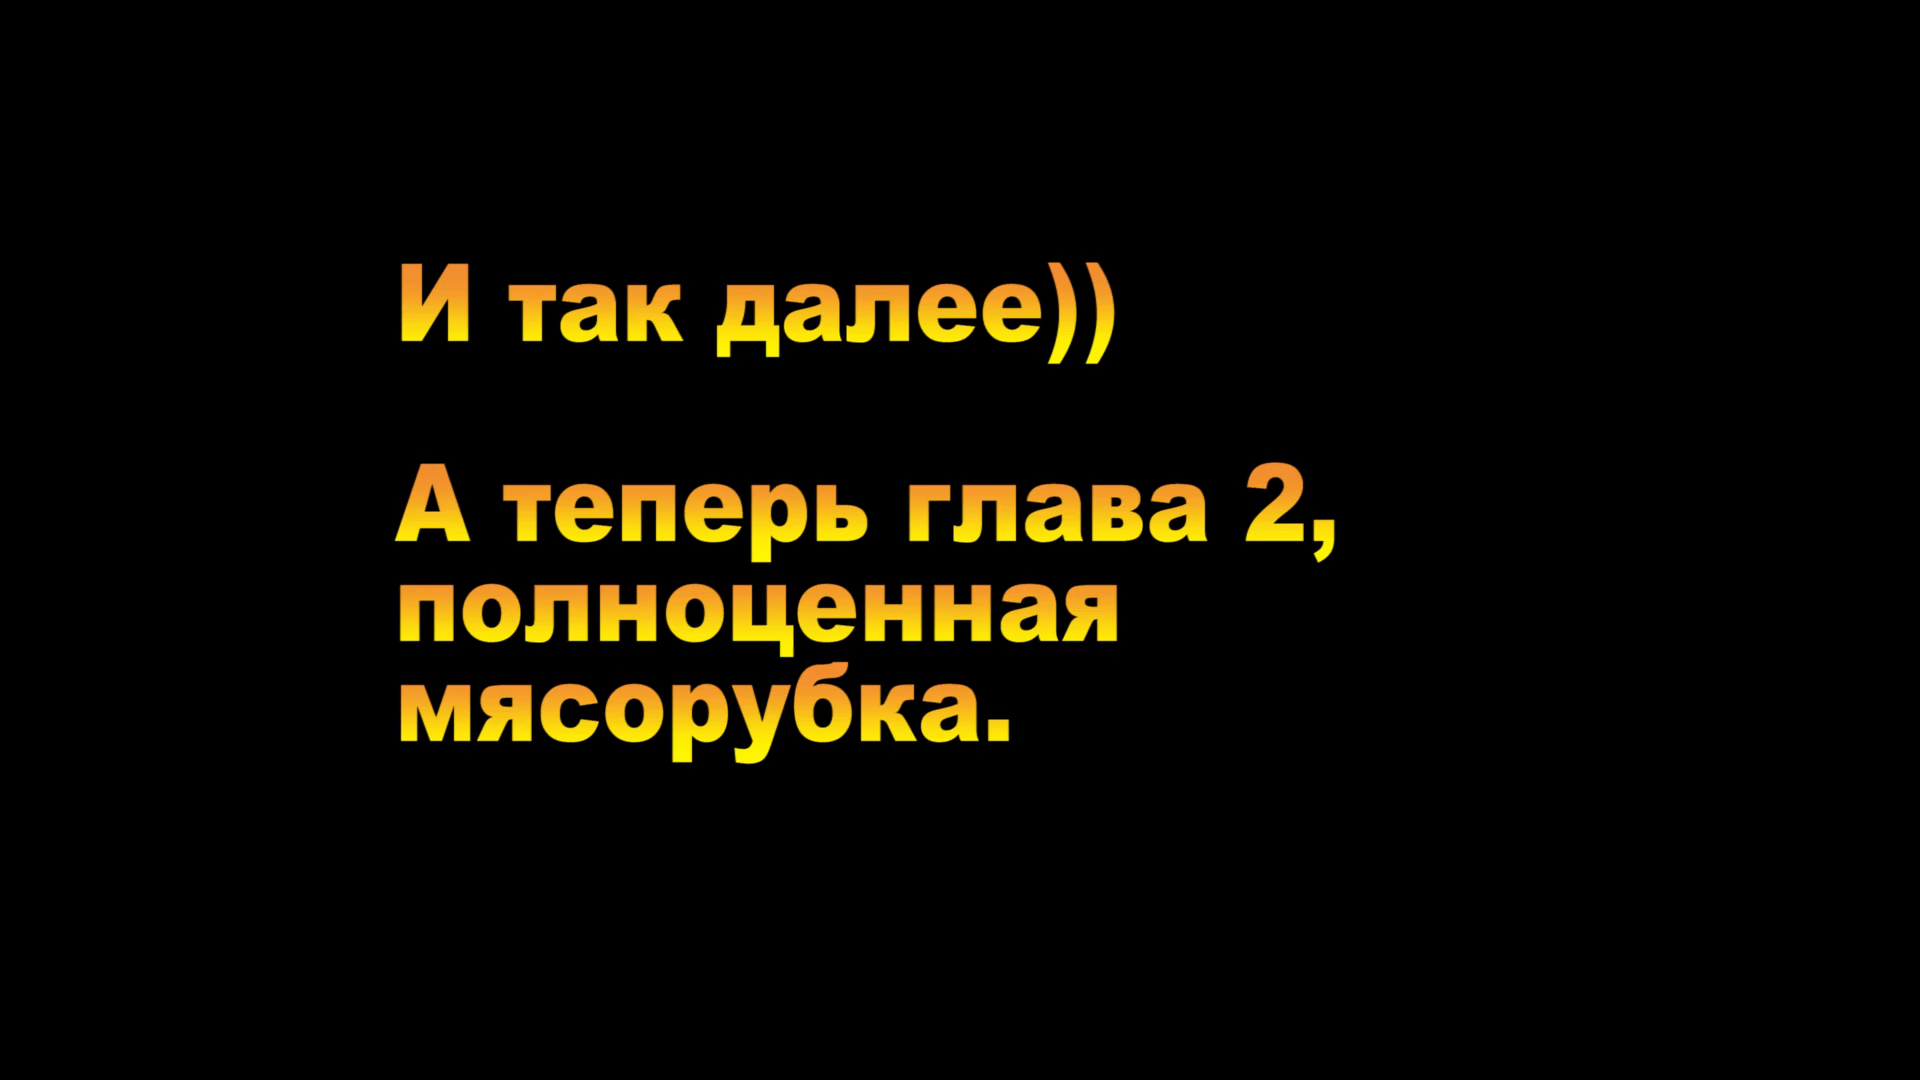 И так далее))
А теперь глава 2,
полноценная
мясорубка.